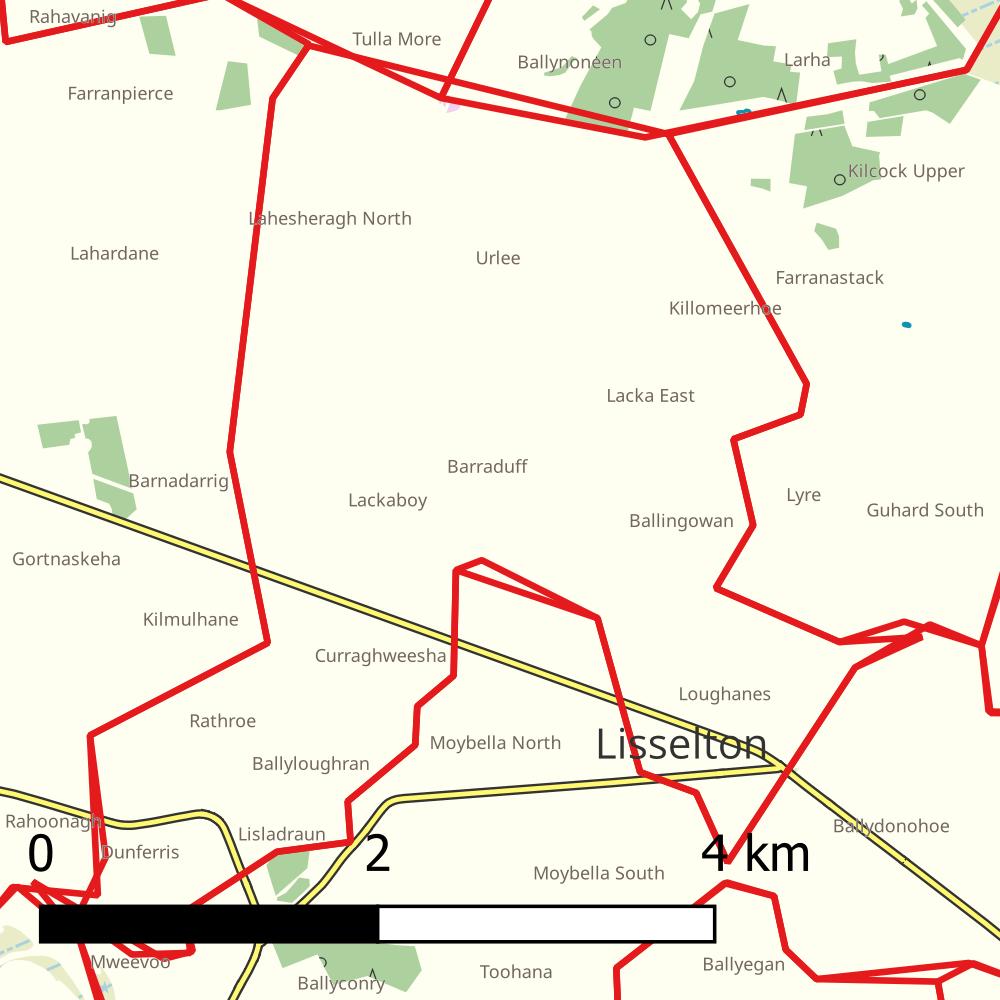 Rahavanig
Tulla More
Ballynoneen
Larha
Farranpierce
Kilcock Upper
Lahesheragh North
Lahardane
Urlee
Farranastack
Killomeerhoe
Lacka East
Barraduff
Barnadarrig
Lackaboy
Lyre
Guhard South
Ballingowan
Gortnaskeha
Kilmulhane
Curraghweesha
Loughanes
Rathroe
Moybella North
Lisselton
Ballyloughran
Rahoonagh
Lisladraun
Ballydonohoe
Dunferris
0 2 4 km
Moybella South
Mweevoo
Toohana
Ballyegan
Ballyconry